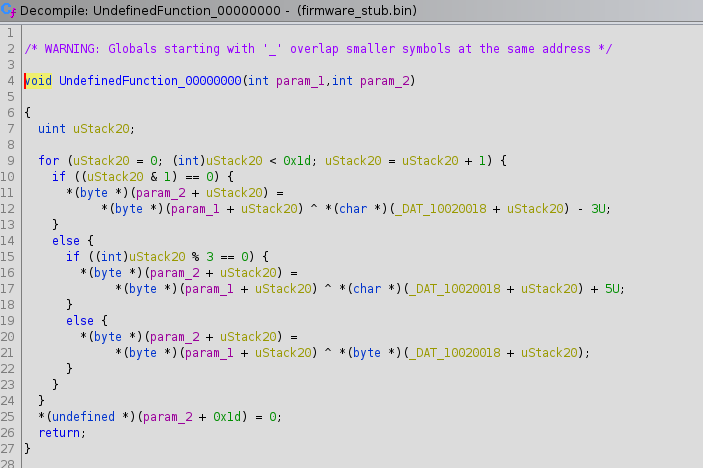 Decompile: UndefinedFunction_00000000 - (firmware_stub.bin)
1
2 /* WARNING: Globals starting with '_' overlap smaller symbols at the same address */
3
4 void UndefinedFunction_00000000(int param_1,int param_2)
5
6 {
7   uint uStack20;
8
9   for (uStack20 = 0; (int)uStack20 < 0x1d; uStack20 = uStack20 + 1) {
10     if ((uStack20 & 1) == 0) {
11       *(byte *)(param_2 + uStack20) =
12            *(byte *)(param_1 + uStack20) ^ *(char *)(_DAT_10020018 + uStack20) - 3U;
13     }
14     else {
15       if ((int)uStack20 % 3 == 0) {
16         *(byte *)(param_2 + uStack20) =
17              *(byte *)(param_1 + uStack20) ^ *(char *)(_DAT_10020018 + uStack20) + 5U;
18       }
19       else {
20         *(byte *)(param_2 + uStack20) =
21              *(byte *)(param_1 + uStack20) ^ *(byte *)(_DAT_10020018 + uStack20);
22       }
23     }
24   }
25   *(undefined *)(param_2 + 0x1d) = 0;
26   return;
27 }
28